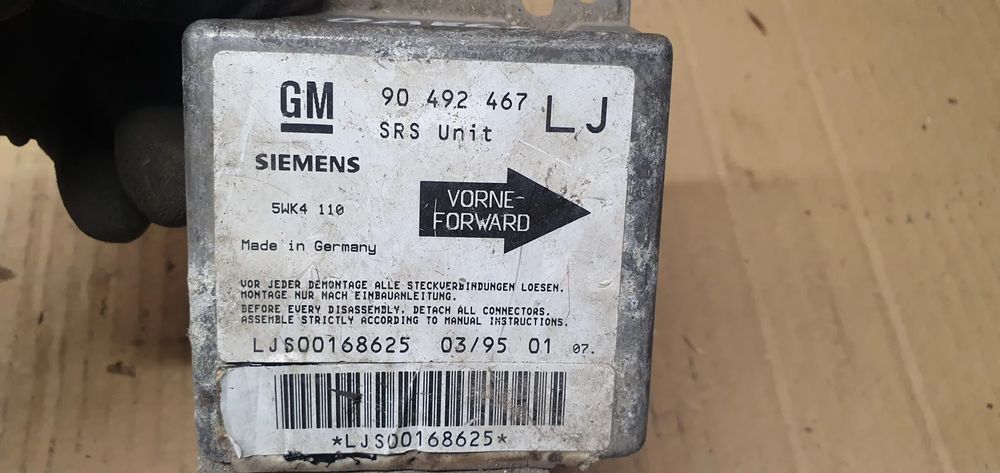 GM 90 492 467 LJ
SRS Unit
SIEMENS
5WK4 110
VORNE-
FORWARD
Made in Germany
VOR JEDER DEMONTAGE ALLE STECKVERBINDUNGEN LOESEN.
MONTAGE NUR NACH EINBAUANLEITUNG.
BEFORE EVERY DISASSEMBLY, DETACH ALL CONNECTORS.
ASSEMBLE STRICTLY ACCORDING TO MANUAL INSTRUCTIONS.
LJS00168625 03/95 01 07.
*LJS00168625*